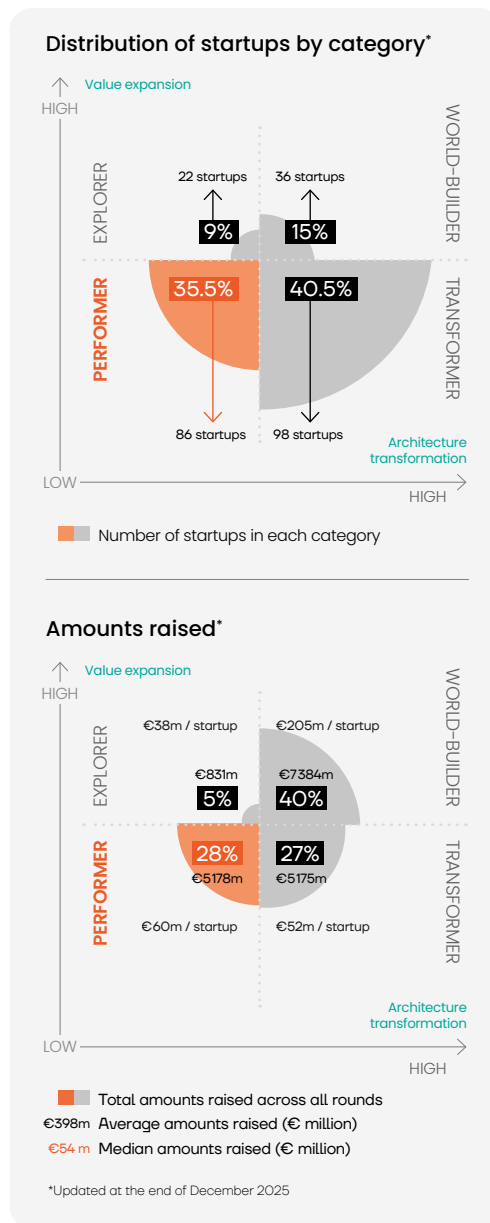 Distribution of startups by category*
Value expansion
HIGH
EXPLORER
WORLD-BUILDER
22 startups
36 startups
9%
15%
PERFORMER
35.5%
40.5%
TRANSFORMER
86 startups
98 startups
Architecture
transformation
LOW
HIGH
Number of startups in each category
Amounts raised*
Value expansion
HIGH
EXPLORER
WORLD-BUILDER
€38m / startup
€205m / startup
€831m
€7384m
5%
40%
PERFORMER
28%
27%
TRANSFORMER
€5178m
€5175m
€60m / startup
€52m / startup
Architecture
transformation
LOW
HIGH
Total amounts raised across all rounds
€398m Average amounts raised (€ million)
€54 m Median amounts raised (€ million)
*Updated at the end of December 2025